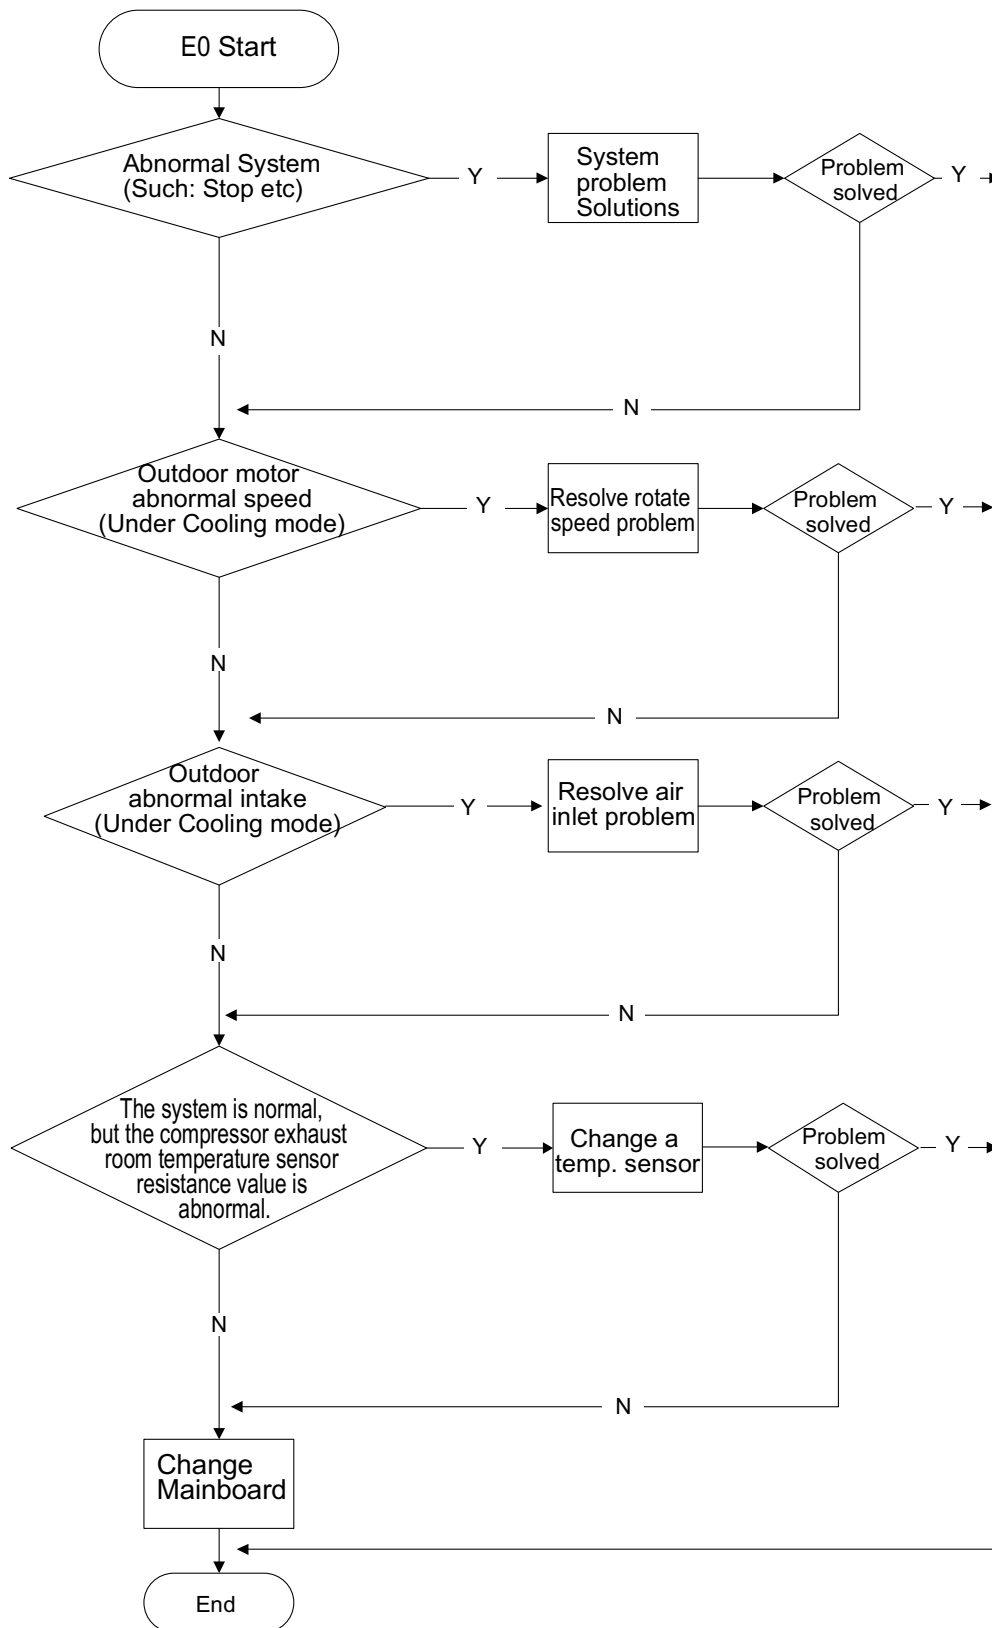 E0 Start
Abnormal System
(Such: Stop etc)
Y
System
problem
Solutions
Problem
solved
Y
N
N
Outdoor motor
abnormal speed
(Under Cooling mode)
Y
Resolve rotate
speed problem
Problem
solved
Y
N
N
Outdoor
abnormal intake
(Under Cooling mode)
Y
Resolve air
inlet problem
Problem
solved
Y
N
N
The system is normal,
but the compressor exhaust
room temperature sensor
resistance value is
abnormal.
Y
Change a
temp. sensor
Problem
solved
Y
N
N
Change
Mainboard
End